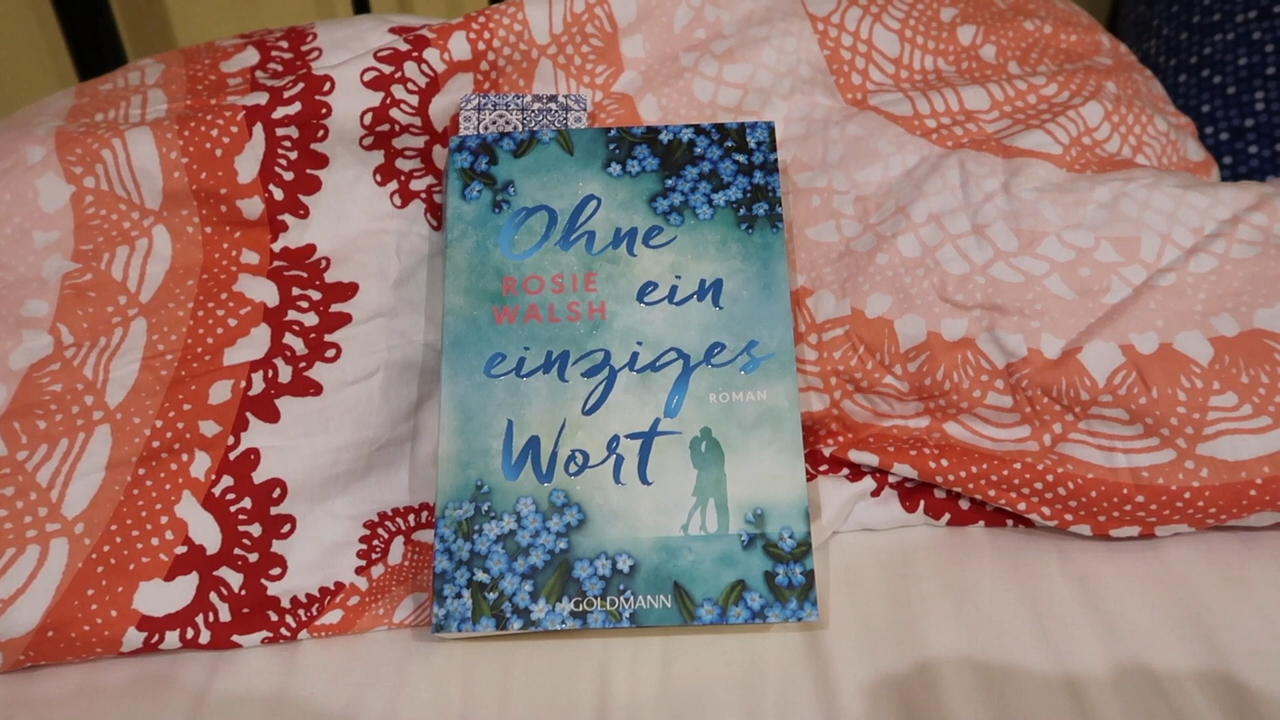 Ohne
ROSIE
WALSH
ein
einziges
ROMAN
Wort
GOLDMANN